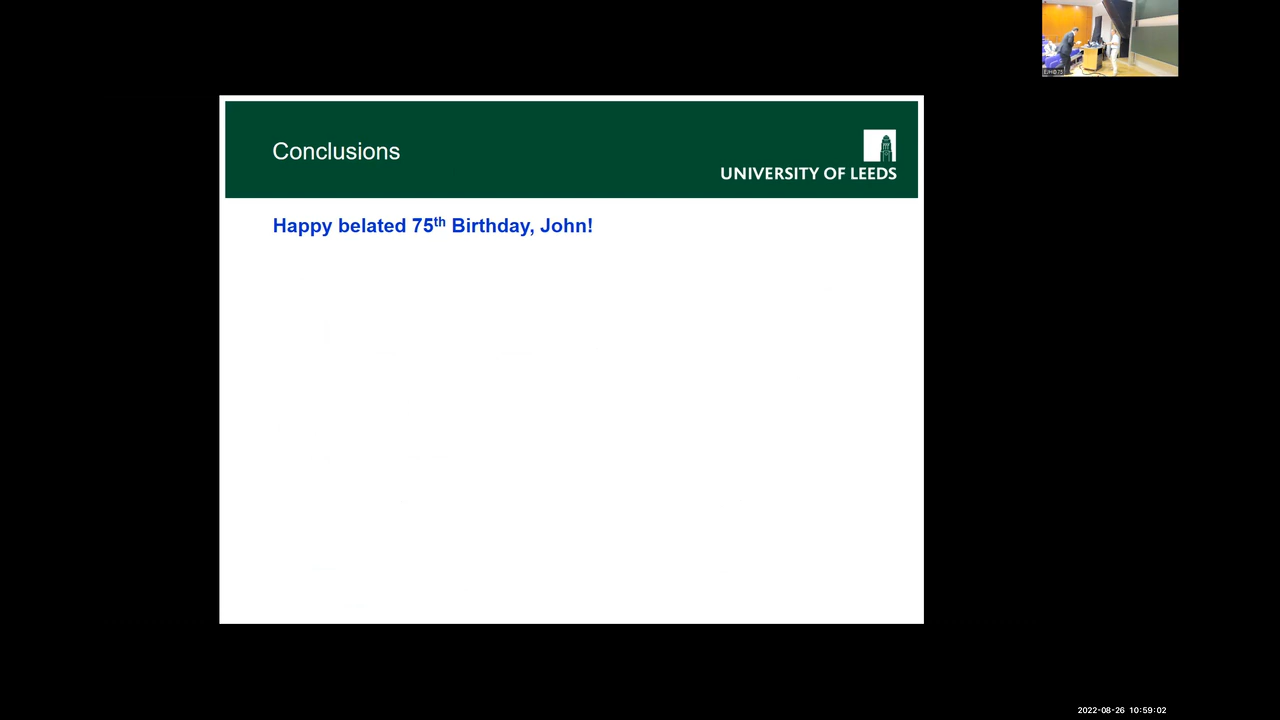 Conclusions
UNIVERSITY OF LEEDS
Happy belated 75th Birthday, John!
2022-08-26 10:59:02